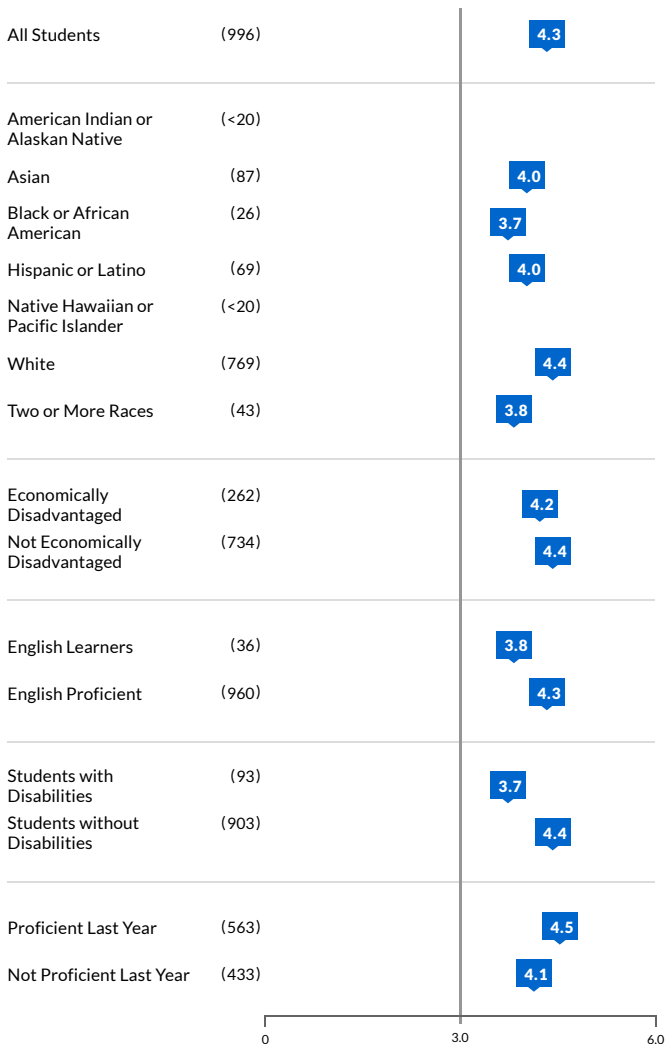 All Students (996) 4.3
American Indian or (<20)
Alaskan Native
Asian (87) 4.0
Black or African (26) 3.7
American
Hispanic or Latino (69) 4.0
Native Hawaiian or (<20)
Pacific Islander
White (769) 4.4
Two or More Races (43) 3.8
Economically (262) 4.2
Disadvantaged
Not Economically (734) 4.4
Disadvantaged
English Learners (36) 3.8
English Proficient (960) 4.3
Students with (93) 3.7
Disabilities
Students without (903) 4.4
Disabilities
Proficient Last Year (563) 4.5
Not Proficient Last Year (433) 4.1
0 3.0 6.0